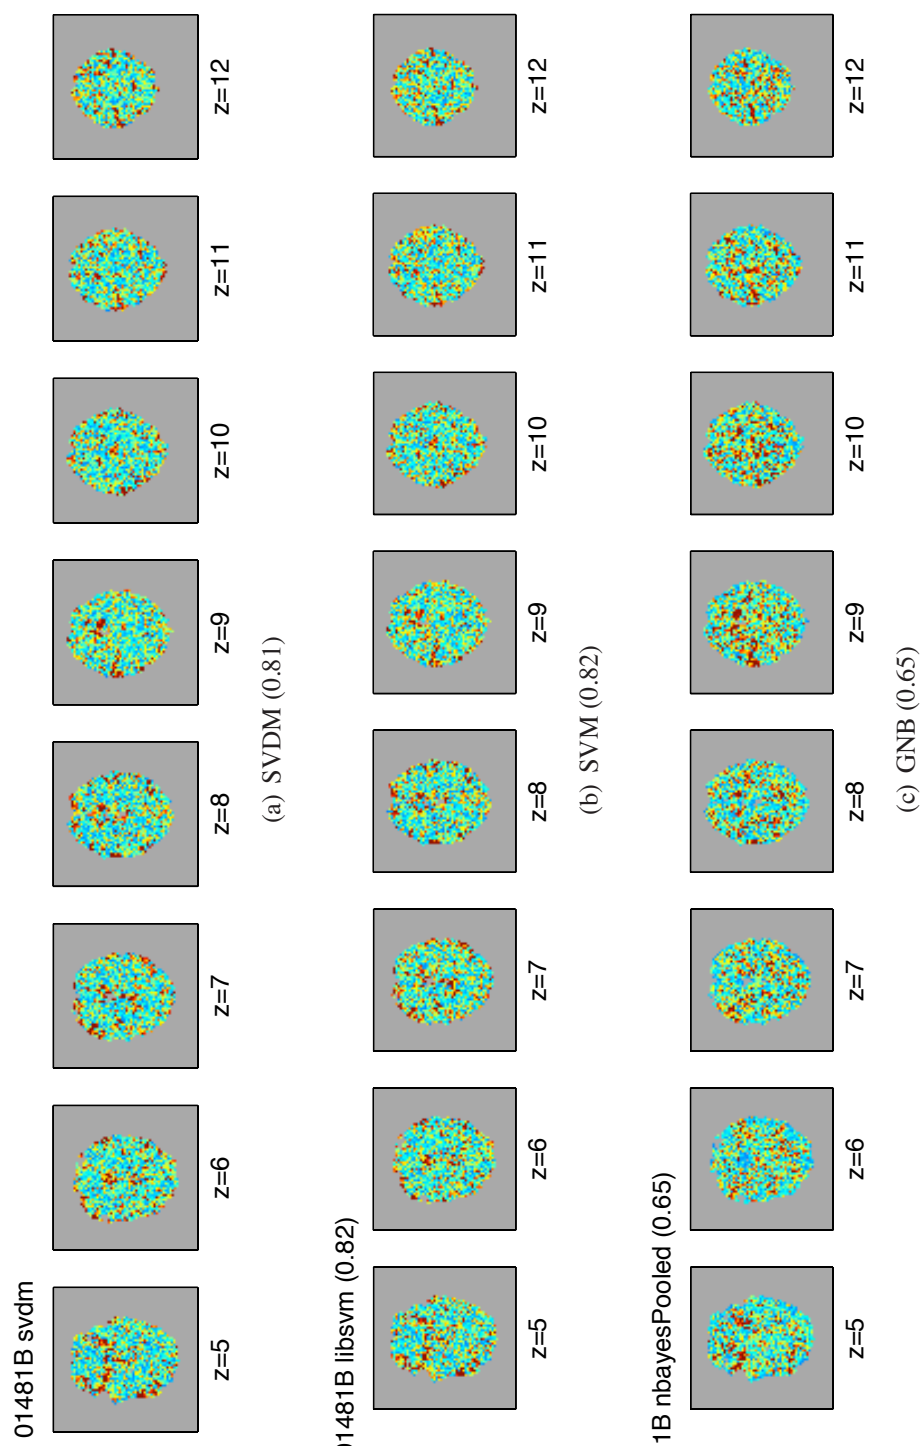 01481B svdm
z=5 z=6 z=7 z=8 z=9 z=10 z=11 z=12
(a) SVDM (0.81)
01481B libsvm (0.82)
z=5 z=6 z=7 z=8 z=9 z=10 z=11 z=12
(b) SVM (0.82)
1B nbayesPooled (0.65)
z=5 z=6 z=7 z=8 z=9 z=10 z=11 z=12
(c) GNB (0.65)